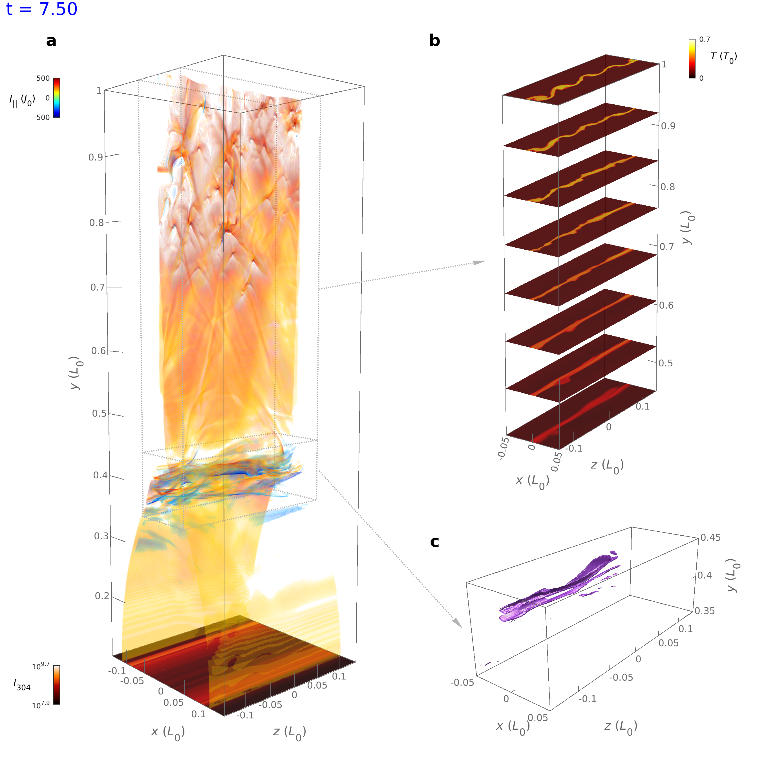 t = 7.50
a
b
c
500
0
500
J|| (J0)
1
0.9
0.8
0.7
0.6
0.5
0.4
0.3
0.2
y (L0)
-0.1
-0.05
0
0.05
0.1
x (L0)
-0.1
-0.05
0
0.05
0.1
z (L0)
I304
0.7
0
T (T0)
1
0.9
0.8
0.7
0.6
0.5
y (L0)
-0.05
0
0.05
x (L0)
-0.1
0
0.1
z (L0)
0.45
0.4
0.35
y (L0)
-0.05
0
0.05
x (L0)
-0.1
-0.05
0
0.05
0.1
z (L0)